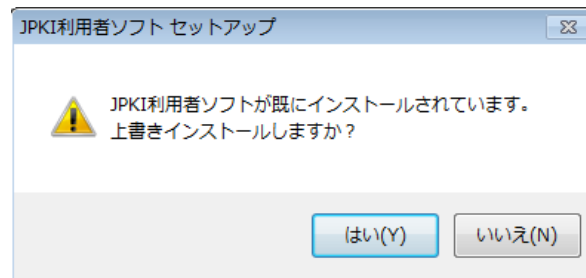 JPKI利用者ソフト セットアップ
JPKI利用者ソフトが既にインストールされています。
上書きインストールしますか？
はい(Y)
いいえ(N)